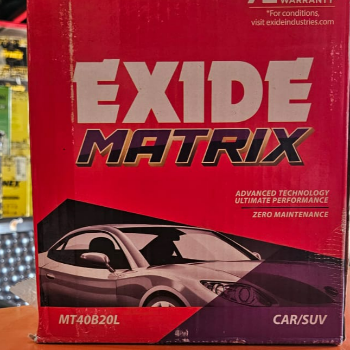 WARRANTY
*For conditions,
visit exideindustries.com
EXIDE
MATRIX
ADVANCED TECHNOLOGY
ULTIMATE PERFORMANCE
ZERO MAINTENANCE
MT40B20L
CAR/SUV